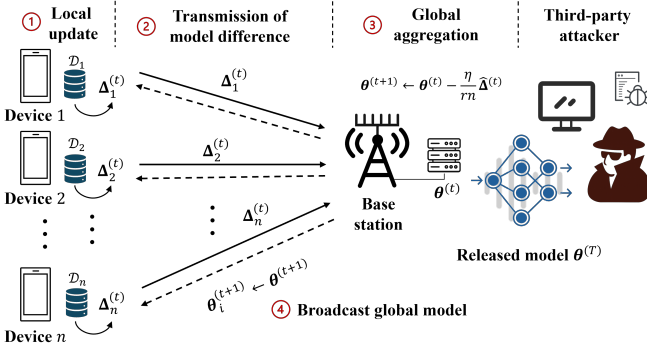 ① Local update
② Transmission of model difference
③ Global aggregation
Third-party attacker
𝒟₁
Δ₁^(t)
Device 1
Δ₁^(t)
θ^(t+1) ← θ^(t) − η/(rn) Δ̂^(t)
𝒟₂
Δ₂^(t)
Device 2
Δ₂^(t)
θ^(t)
Base station
Δₙ^(t)
Released model θ^(T)
𝒟ₙ
Δₙ^(t)
Device n
θᵢ^(t+1) ← θ^(t+1)
④ Broadcast global model